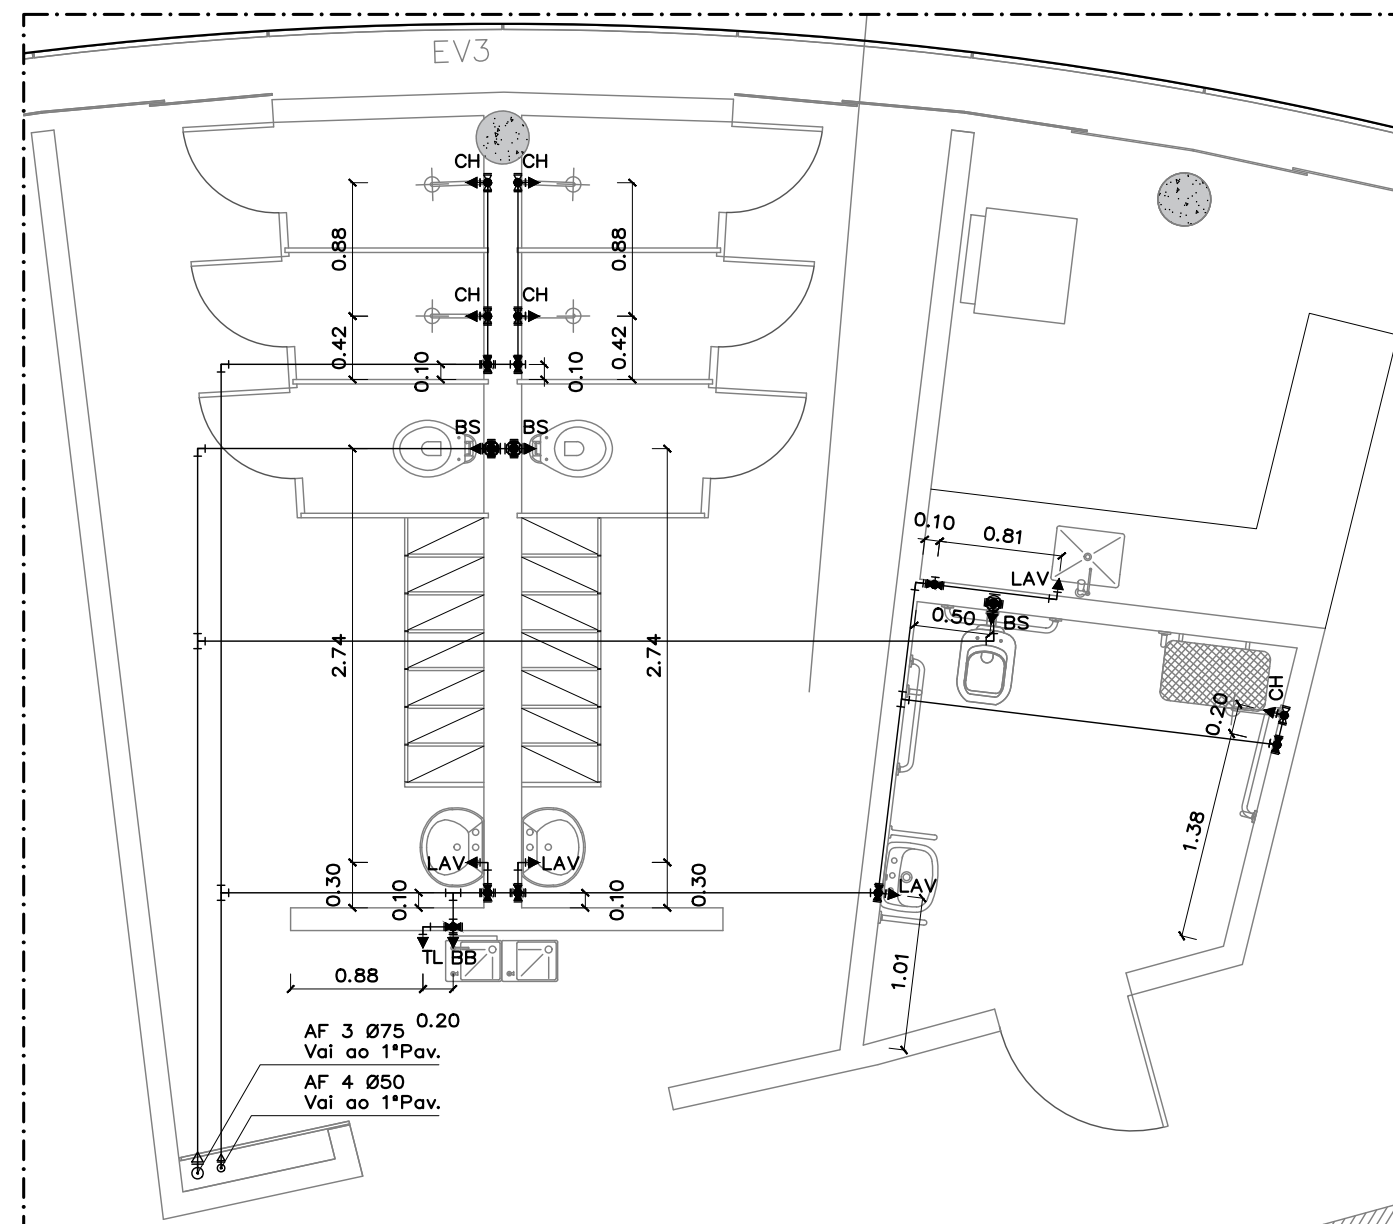 EV3
CH CH
0.88 0.88
CH CH
0.42 0.10 0.10 0.42
BS BS
0.10 0.81
LAV
0.50 BS
2.74 2.74
CH
0.20
1.38
LAV LAV
LAV
0.30 0.10 0.10 0.30
TL BB
0.88
0.20
1.01
AF 3 Ø75
Vai ao 1ªPav.
AF 4 Ø50
Vai ao 1ªPav.